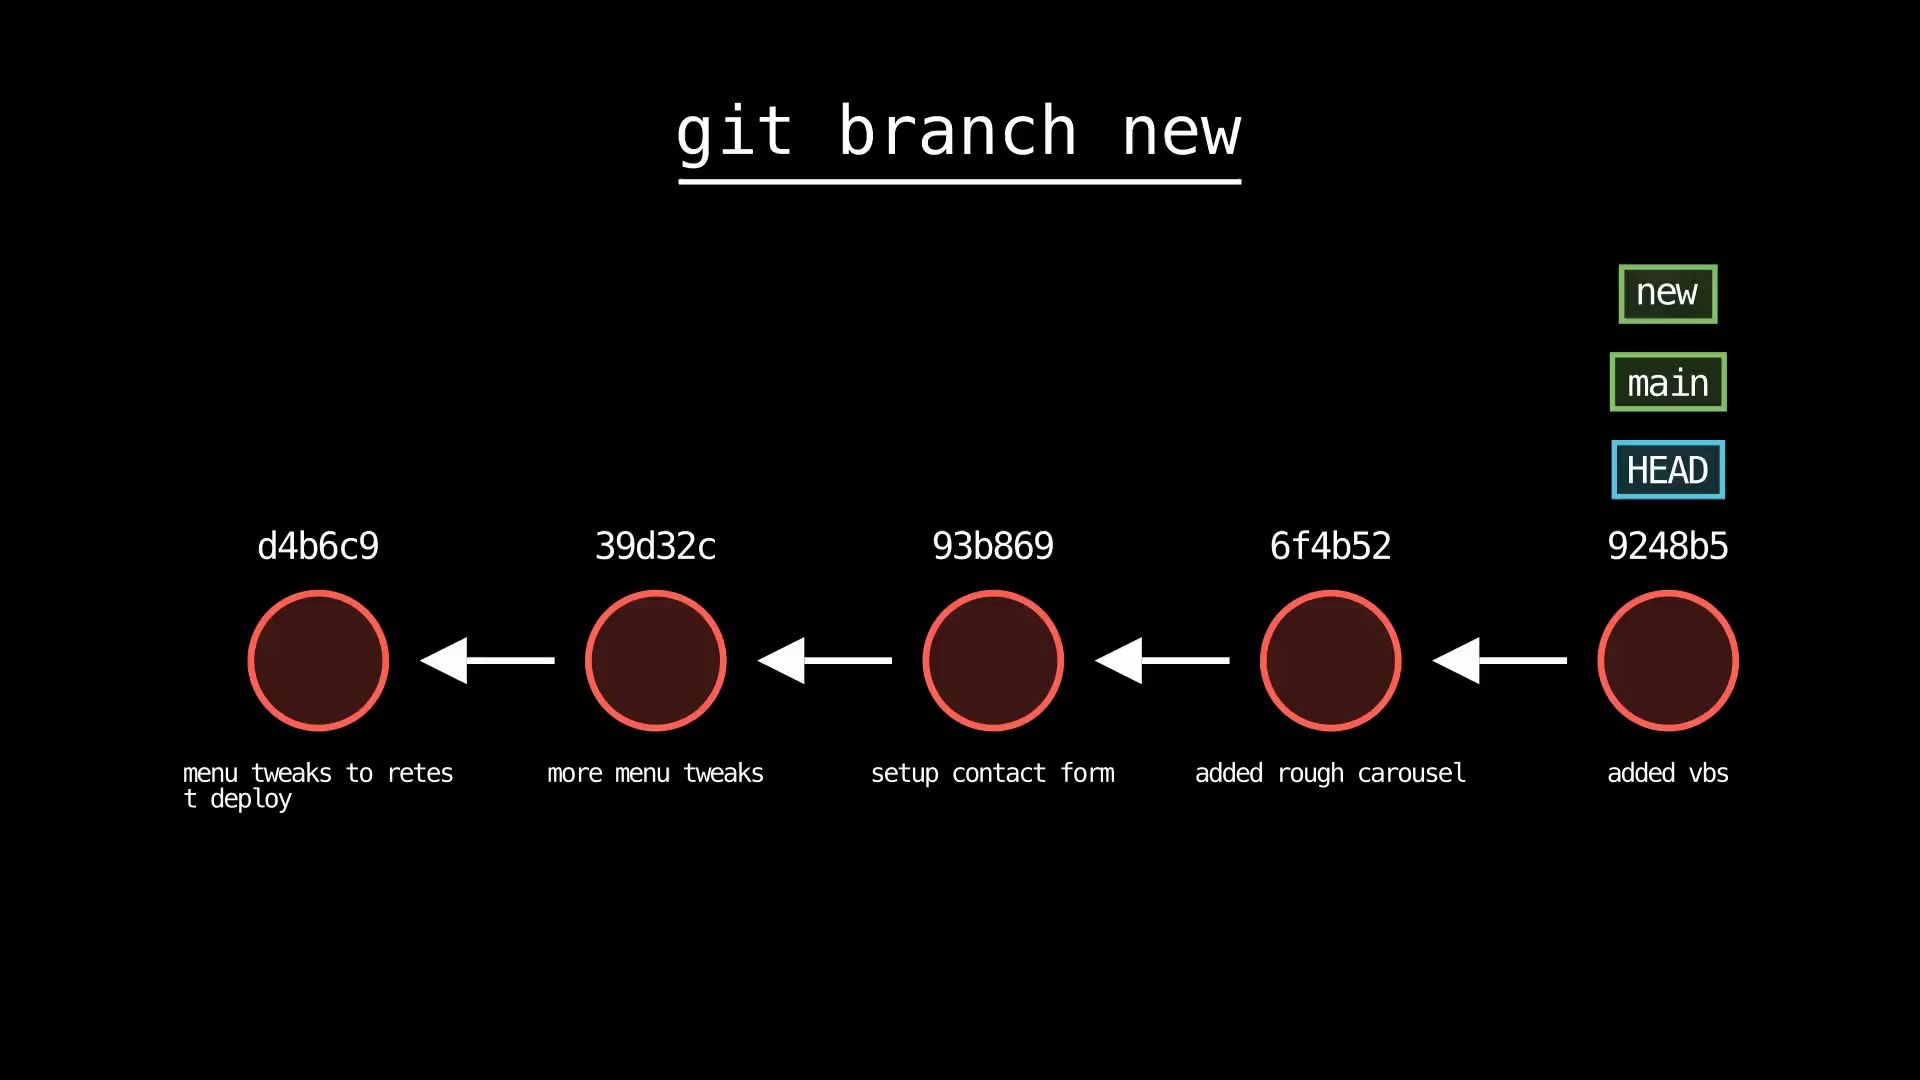 git branch new
new
main
HEAD
d4b6c9 39d32c 93b869 6f4b52 9248b5
menu tweaks to retes more menu tweaks setup contact form added rough carousel added vbs
t deploy